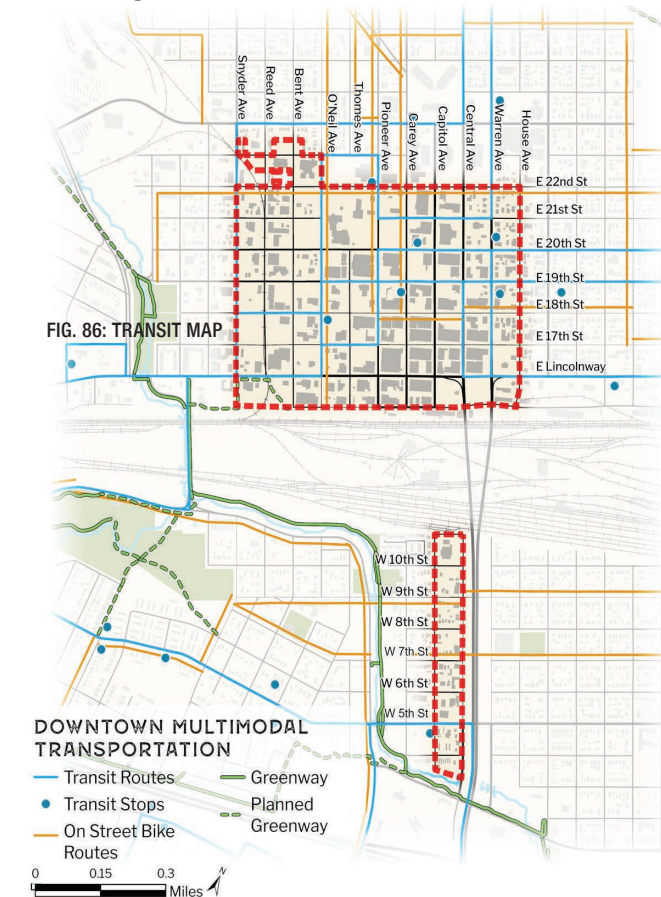 Snyder Ave
Reed Ave
Bent Ave
O'Neil Ave
Thomes Ave
Pioneer Ave
Carey Ave
Capitol Ave
Central Ave
Warren Ave
House Ave
E 22nd St
E 21st St
E 20th St
E 19th St
E 18th St
FIG. 86: TRANSIT MAP
E 17th St
E Lincolnway
W 10th St
W 9th St
W 8th St
W 7th St
W 6th St
W 5th St
DOWNTOWN MULTIMODAL
TRANSPORTATION
Transit Routes
Transit Stops
On Street Bike
Routes
Greenway
Planned
Greenway
0 0.15 0.3
Miles
N